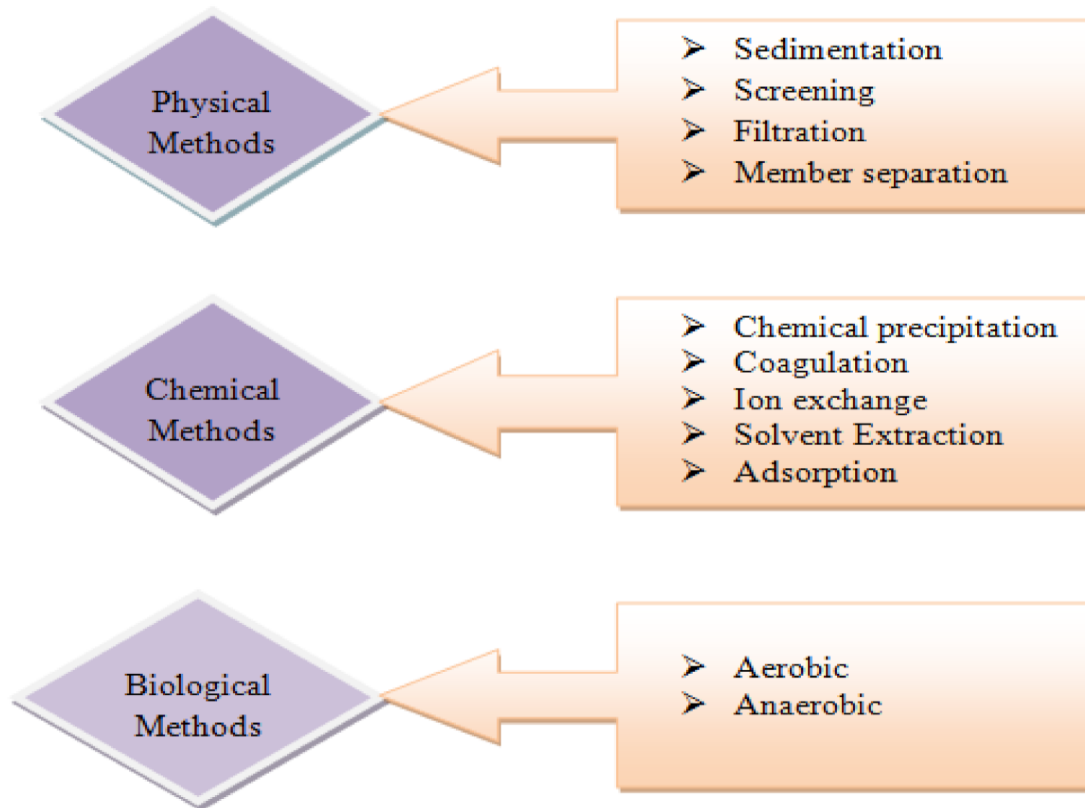 Physical
Methods
➢ Sedimentation
➢ Screening
➢ Filtration
➢ Member separation
Chemical
Methods
➢ Chemical precipitation
➢ Coagulation
➢ Ion exchange
➢ Solvent Extraction
➢ Adsorption
Biological
Methods
➢ Aerobic
➢ Anaerobic